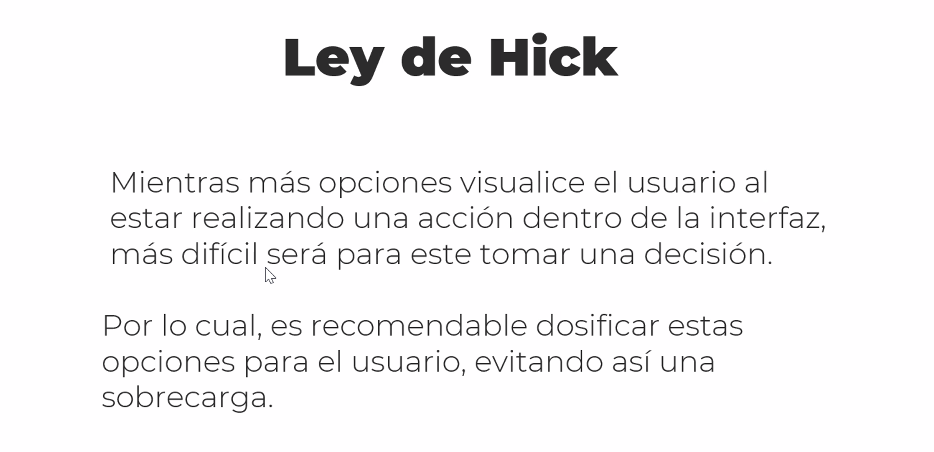 Ley de Hick
Mientras más opciones visualice el usuario al
estar realizando una acción dentro de la interfaz,
más difícil será para este tomar una decisión.
Por lo cual, es recomendable dosificar estas
opciones para el usuario, evitando así una
sobrecarga.